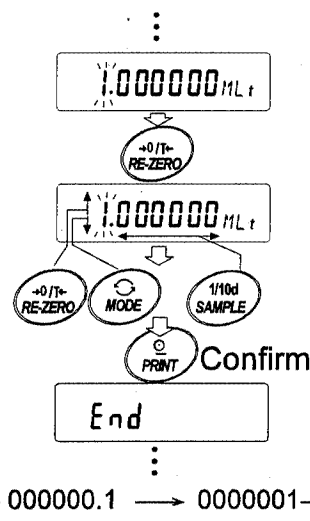 1.000000 MLt
→0/T←
RE-ZERO
1.000000 MLt
→0/T←
RE-ZERO
MODE
1/10d
SAMPLE
PRINT
Confirm
End
000000.1 → 0000001-